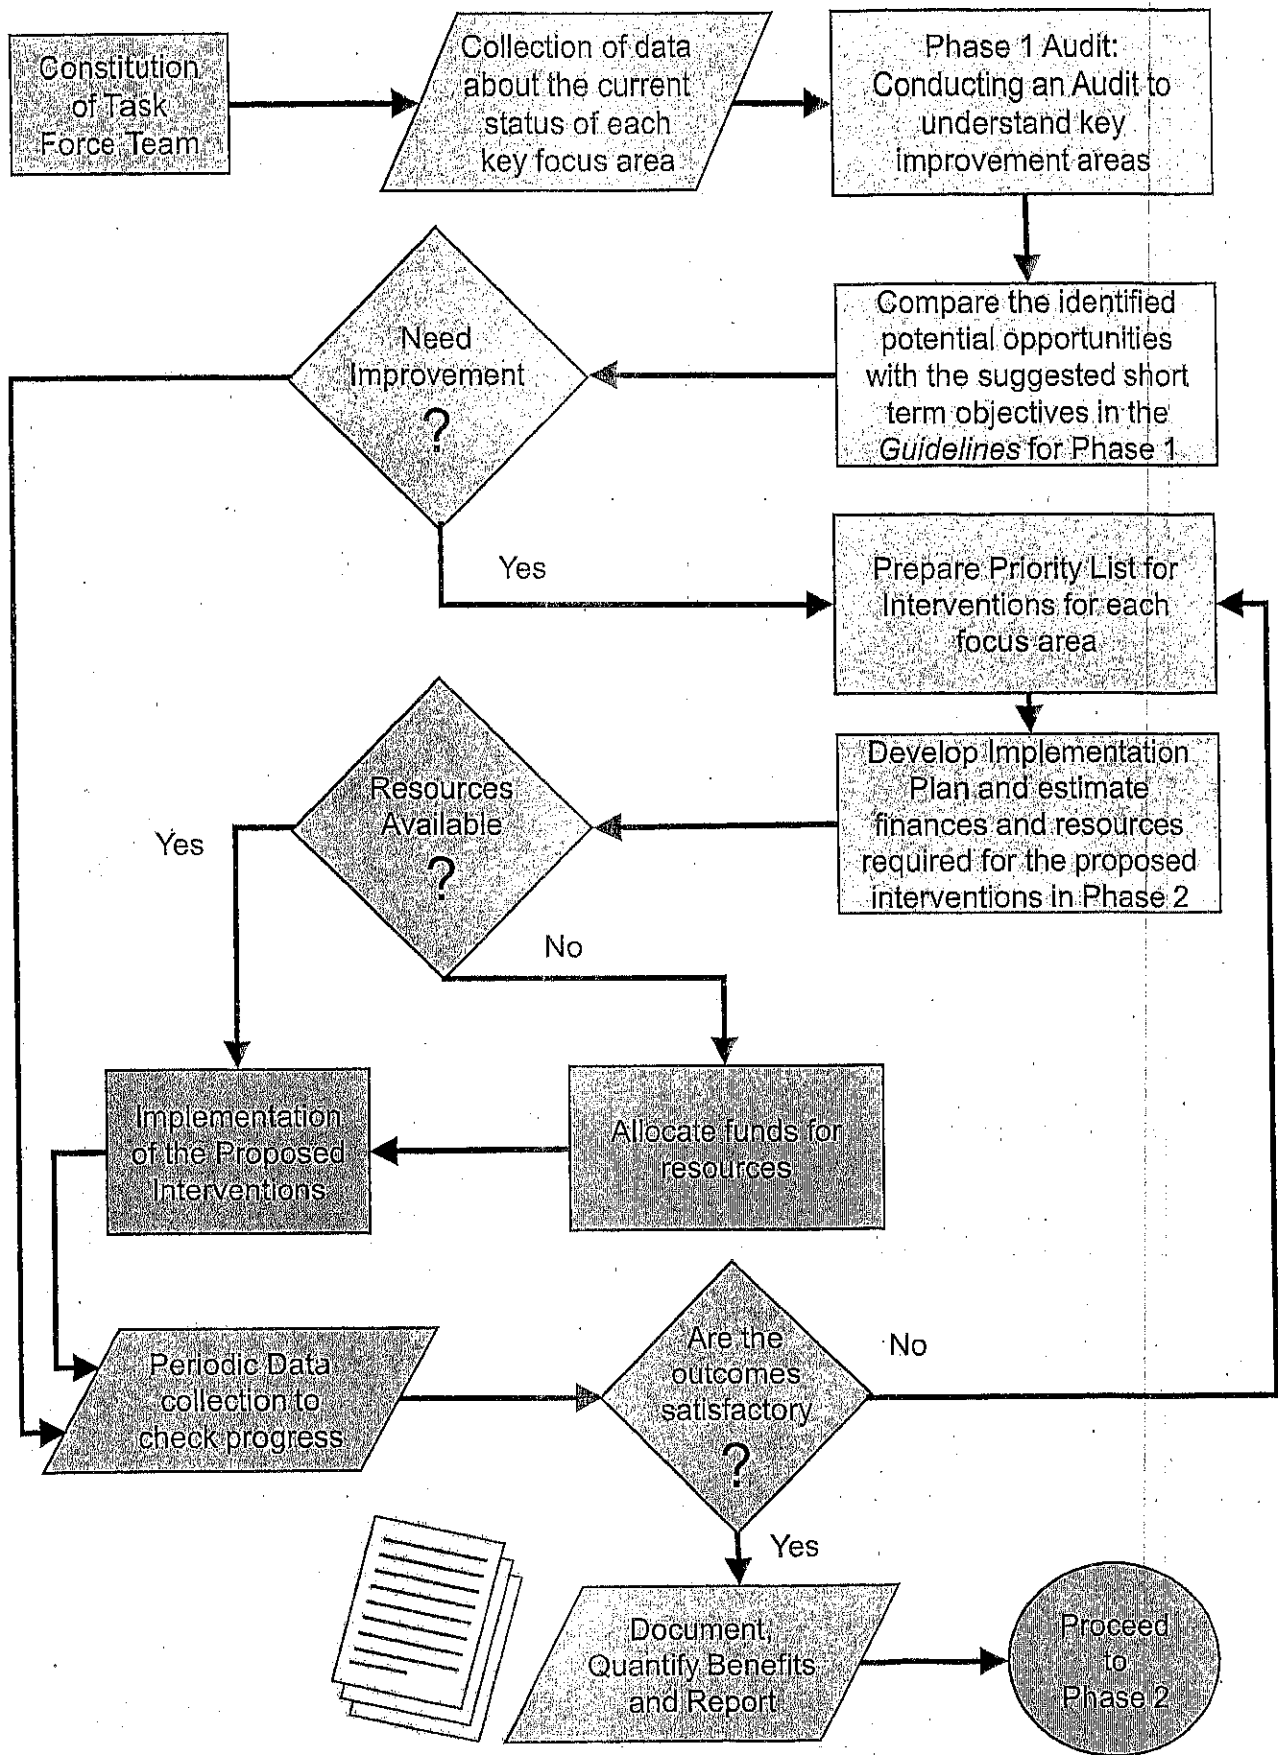 Constitution
of Task
Force Team
Collection of data
about the current
status of each
key focus area
Phase 1 Audit:
Conducting an Audit to
understand key
improvement areas
Need
Improvement
?
Compare the identified
potential opportunities
with the suggested short
term objectives in the
Guidelines for Phase 1
Yes
Prepare Priority List for
Interventions for each
focus area
Resources
Available
?
Develop Implementation
Plan and estimate
finances and resources
required for the proposed
interventions in Phase 2
Yes
No
Implementation
of the Proposed
Interventions
Allocate funds for
resources
Periodic Data
collection to
check progress
Are the
outcomes
satisfactory
?
No
Yes
Document,
Quantify Benefits
and Report
Proceed
to
Phase 2